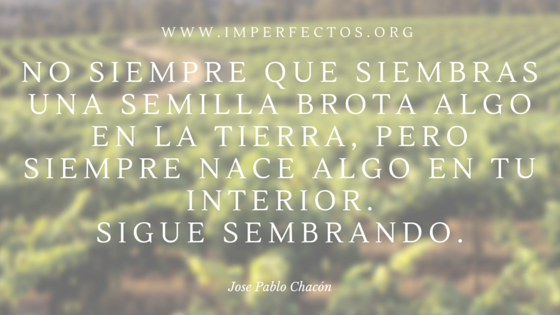 WWW.IMPERFECTOS.ORG
NO SIEMPRE QUE SIEMBRAS
UNA SEMILLA BROTA ALGO
EN LA TIERRA, PERO
SIEMPRE NACE ALGO EN TU
INTERIOR.
SIGUE SEMBRANDO.
Jose Pablo Chacón